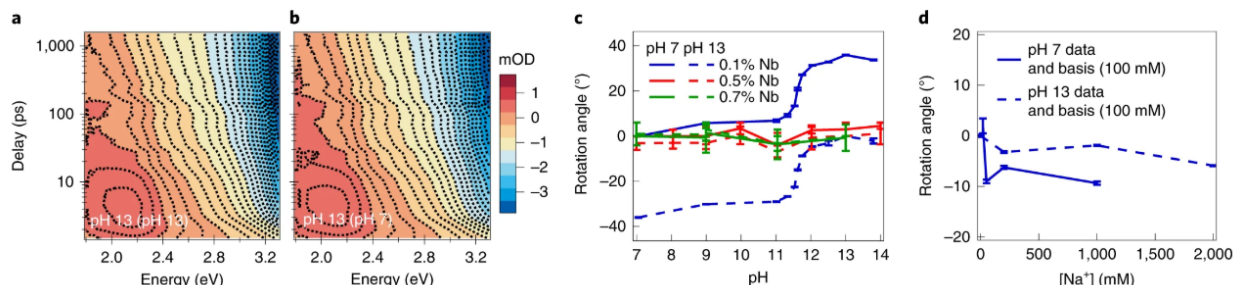 a
b
c
d
1,000
100
10
Delay (ps)
pH 13 (pH 13)
2.0 2.4 2.8 3.2
Energy (eV)
pH 13 (pH 7)
2.0 2.4 2.8 3.2
Energy (eV)
mOD
1
0
−1
−2
−3
Rotation angle (°)
40
20
0
−20
−40
pH 7 pH 13
0.1% Nb
0.5% Nb
0.7% Nb
7 8 9 10 11 12 13 14
pH
Rotation angle (°)
20
10
0
−10
−20
pH 7 data
and basis (100 mM)
pH 13 data
and basis (100 mM)
0 500 1,000 1,500 2,000
[Na⁺] (mM)